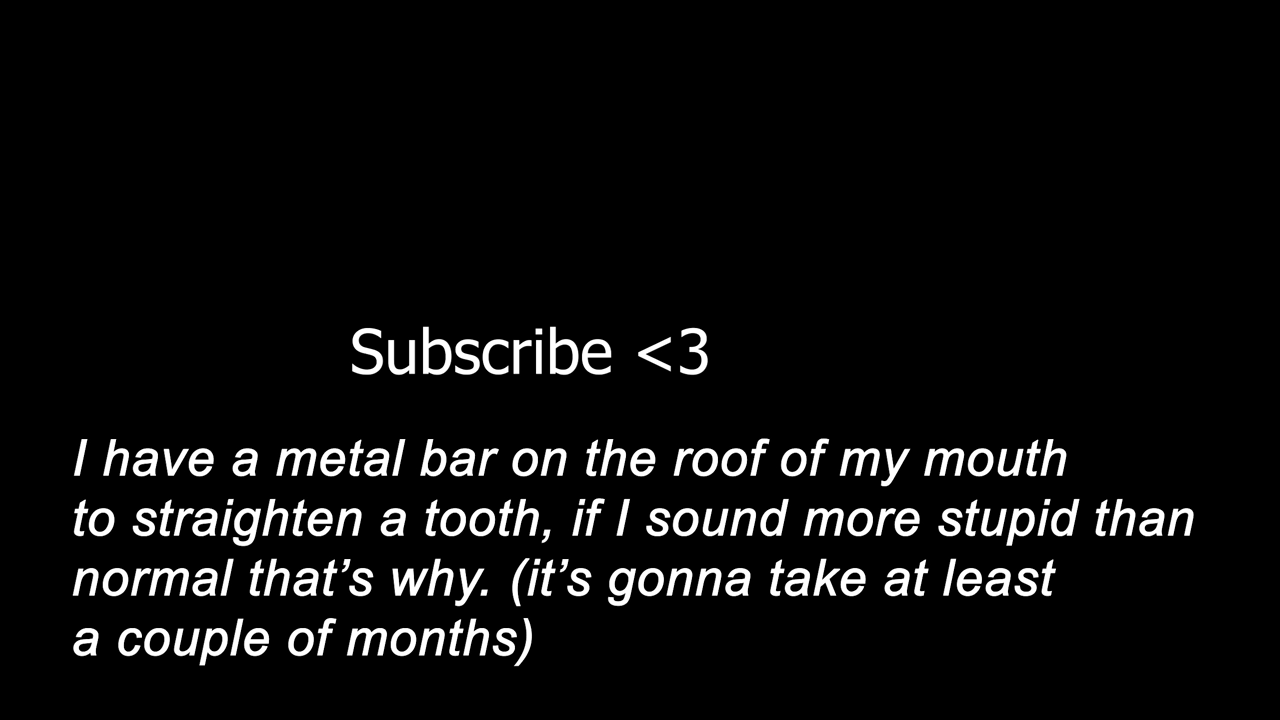 Subscribe <3
I have a metal bar on the roof of my mouth
to straighten a tooth, if I sound more stupid than
normal that’s why. (it’s gonna take at least
a couple of months)